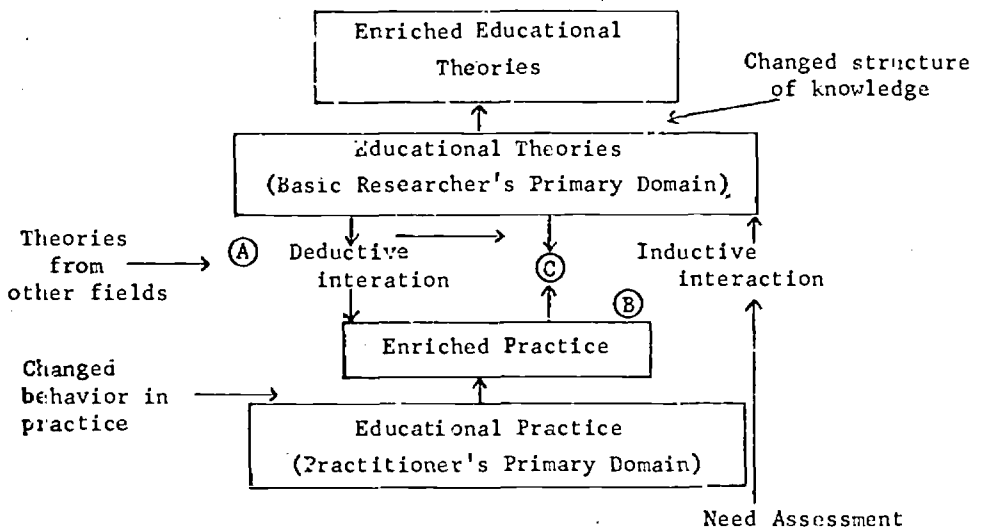 Enriched Educational
Theories
Changed structure
of knowledge
Educational Theories
(Basic Researcher's Primary Domain)
Theories
from
other fields
A
Deductive
interation
C
Inductive
interaction
B
Enriched Practice
Changed
behavior in
practice
Educational Practice
(Practitioner's Primary Domain)
Need Assessment